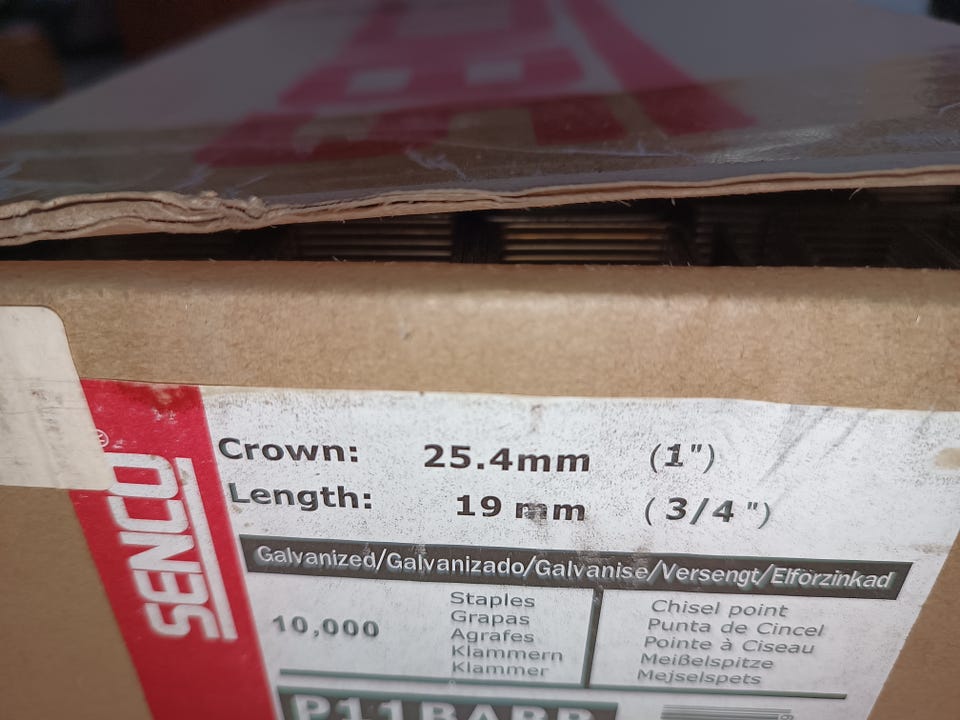 SENCO®
Crown: 25.4mm (1")
Length: 19 mm (3/4")
Galvanized/Galvanizado/Galvanise/Versengt/Elforzinkad
10,000
Staples
Grapas
Agrafes
Klammern
Klammer
Chisel point
Punta de Cincel
Pointe à Ciseau
Meißelspitze
Mejselspets